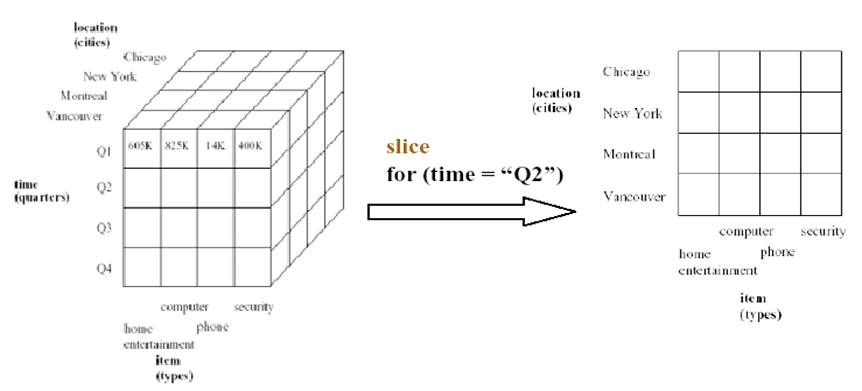 location
(cities)
Chicago
New York
Montreal
Vancouver
Q1 605K 825K 14K 400K
time
(quarters)
Q2
Q3
Q4
computer security
home phone
entertainment
item
(types)
slice
for (time = “Q2”)
location
(cities)
Chicago
New York
Montreal
Vancouver
computer security
home phone
entertainment
item
(types)